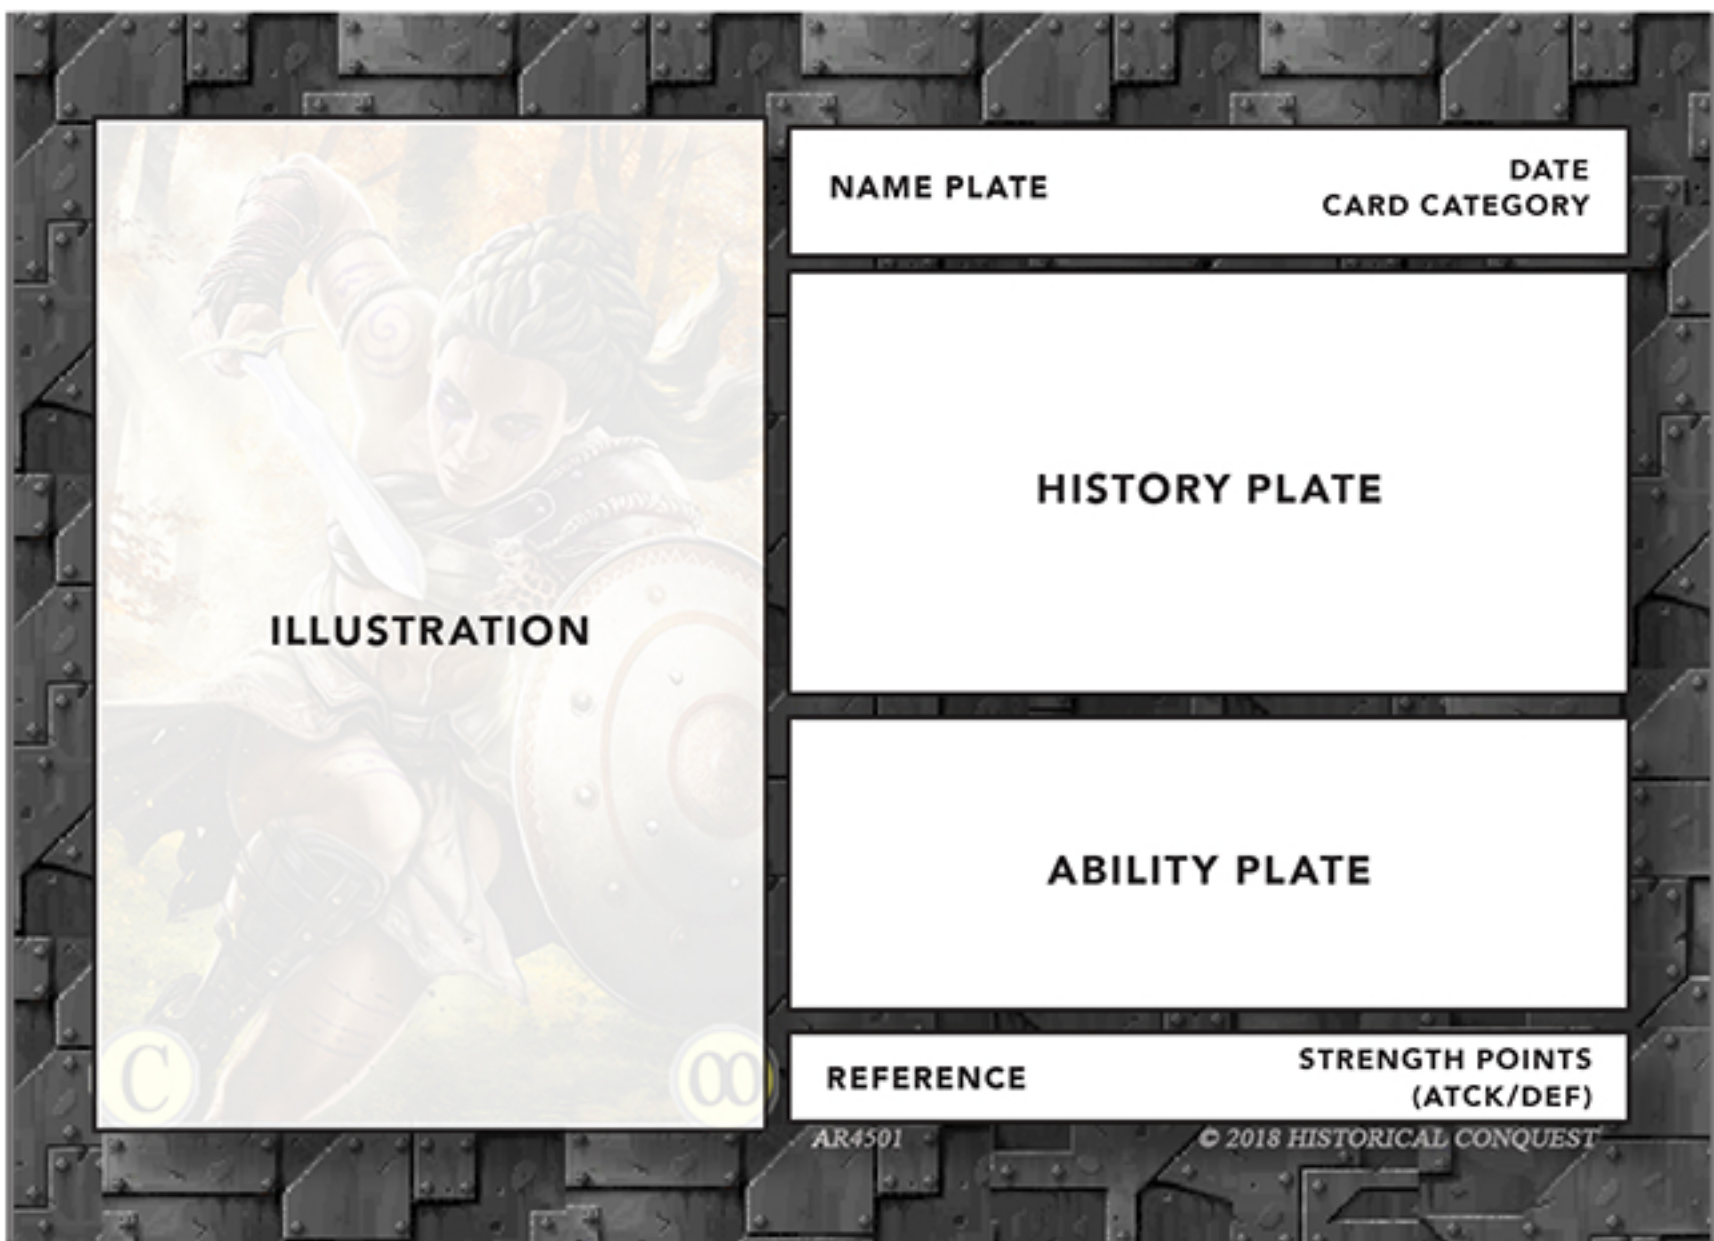 NAME PLATE
DATE
CARD CATEGORY
HISTORY PLATE
ILLUSTRATION
ABILITY PLATE
C
00
REFERENCE
STRENGTH POINTS
(ATCK/DEF)
AR4501
© 2018 HISTORICAL CONQUEST